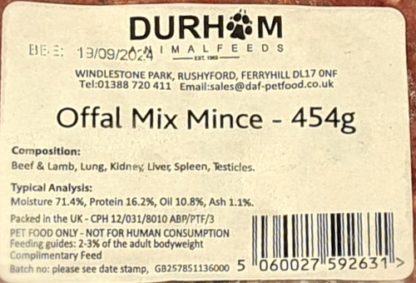 DURHAM
ANIMALFEEDS
BBE: 19/09/2024
EST. 1969
WINDLESTONE PARK, RUSHYFORD, FERRYHILL DL17 0NF
Tel:01388 720 411 Email:sales@daf-petfood.co.uk
Offal Mix Mince - 454g
Composition:
Beef & Lamb, Lung, Kidney, Liver, Spleen, Testicles.
Typical Analysis:
Moisture 71.4%, Protein 16.2%, Oil 10.8%, Ash 1.1%.
Packed in the UK - CPH 12/031/8010 ABP/PTF/3
PET FOOD ONLY - NOT FOR HUMAN CONSUMPTION
Feeding guides: 2-3% of the adult bodyweight
Complimentary Feed
Batch no: please see date stamp, GB257851136000
5 060027 592631 >